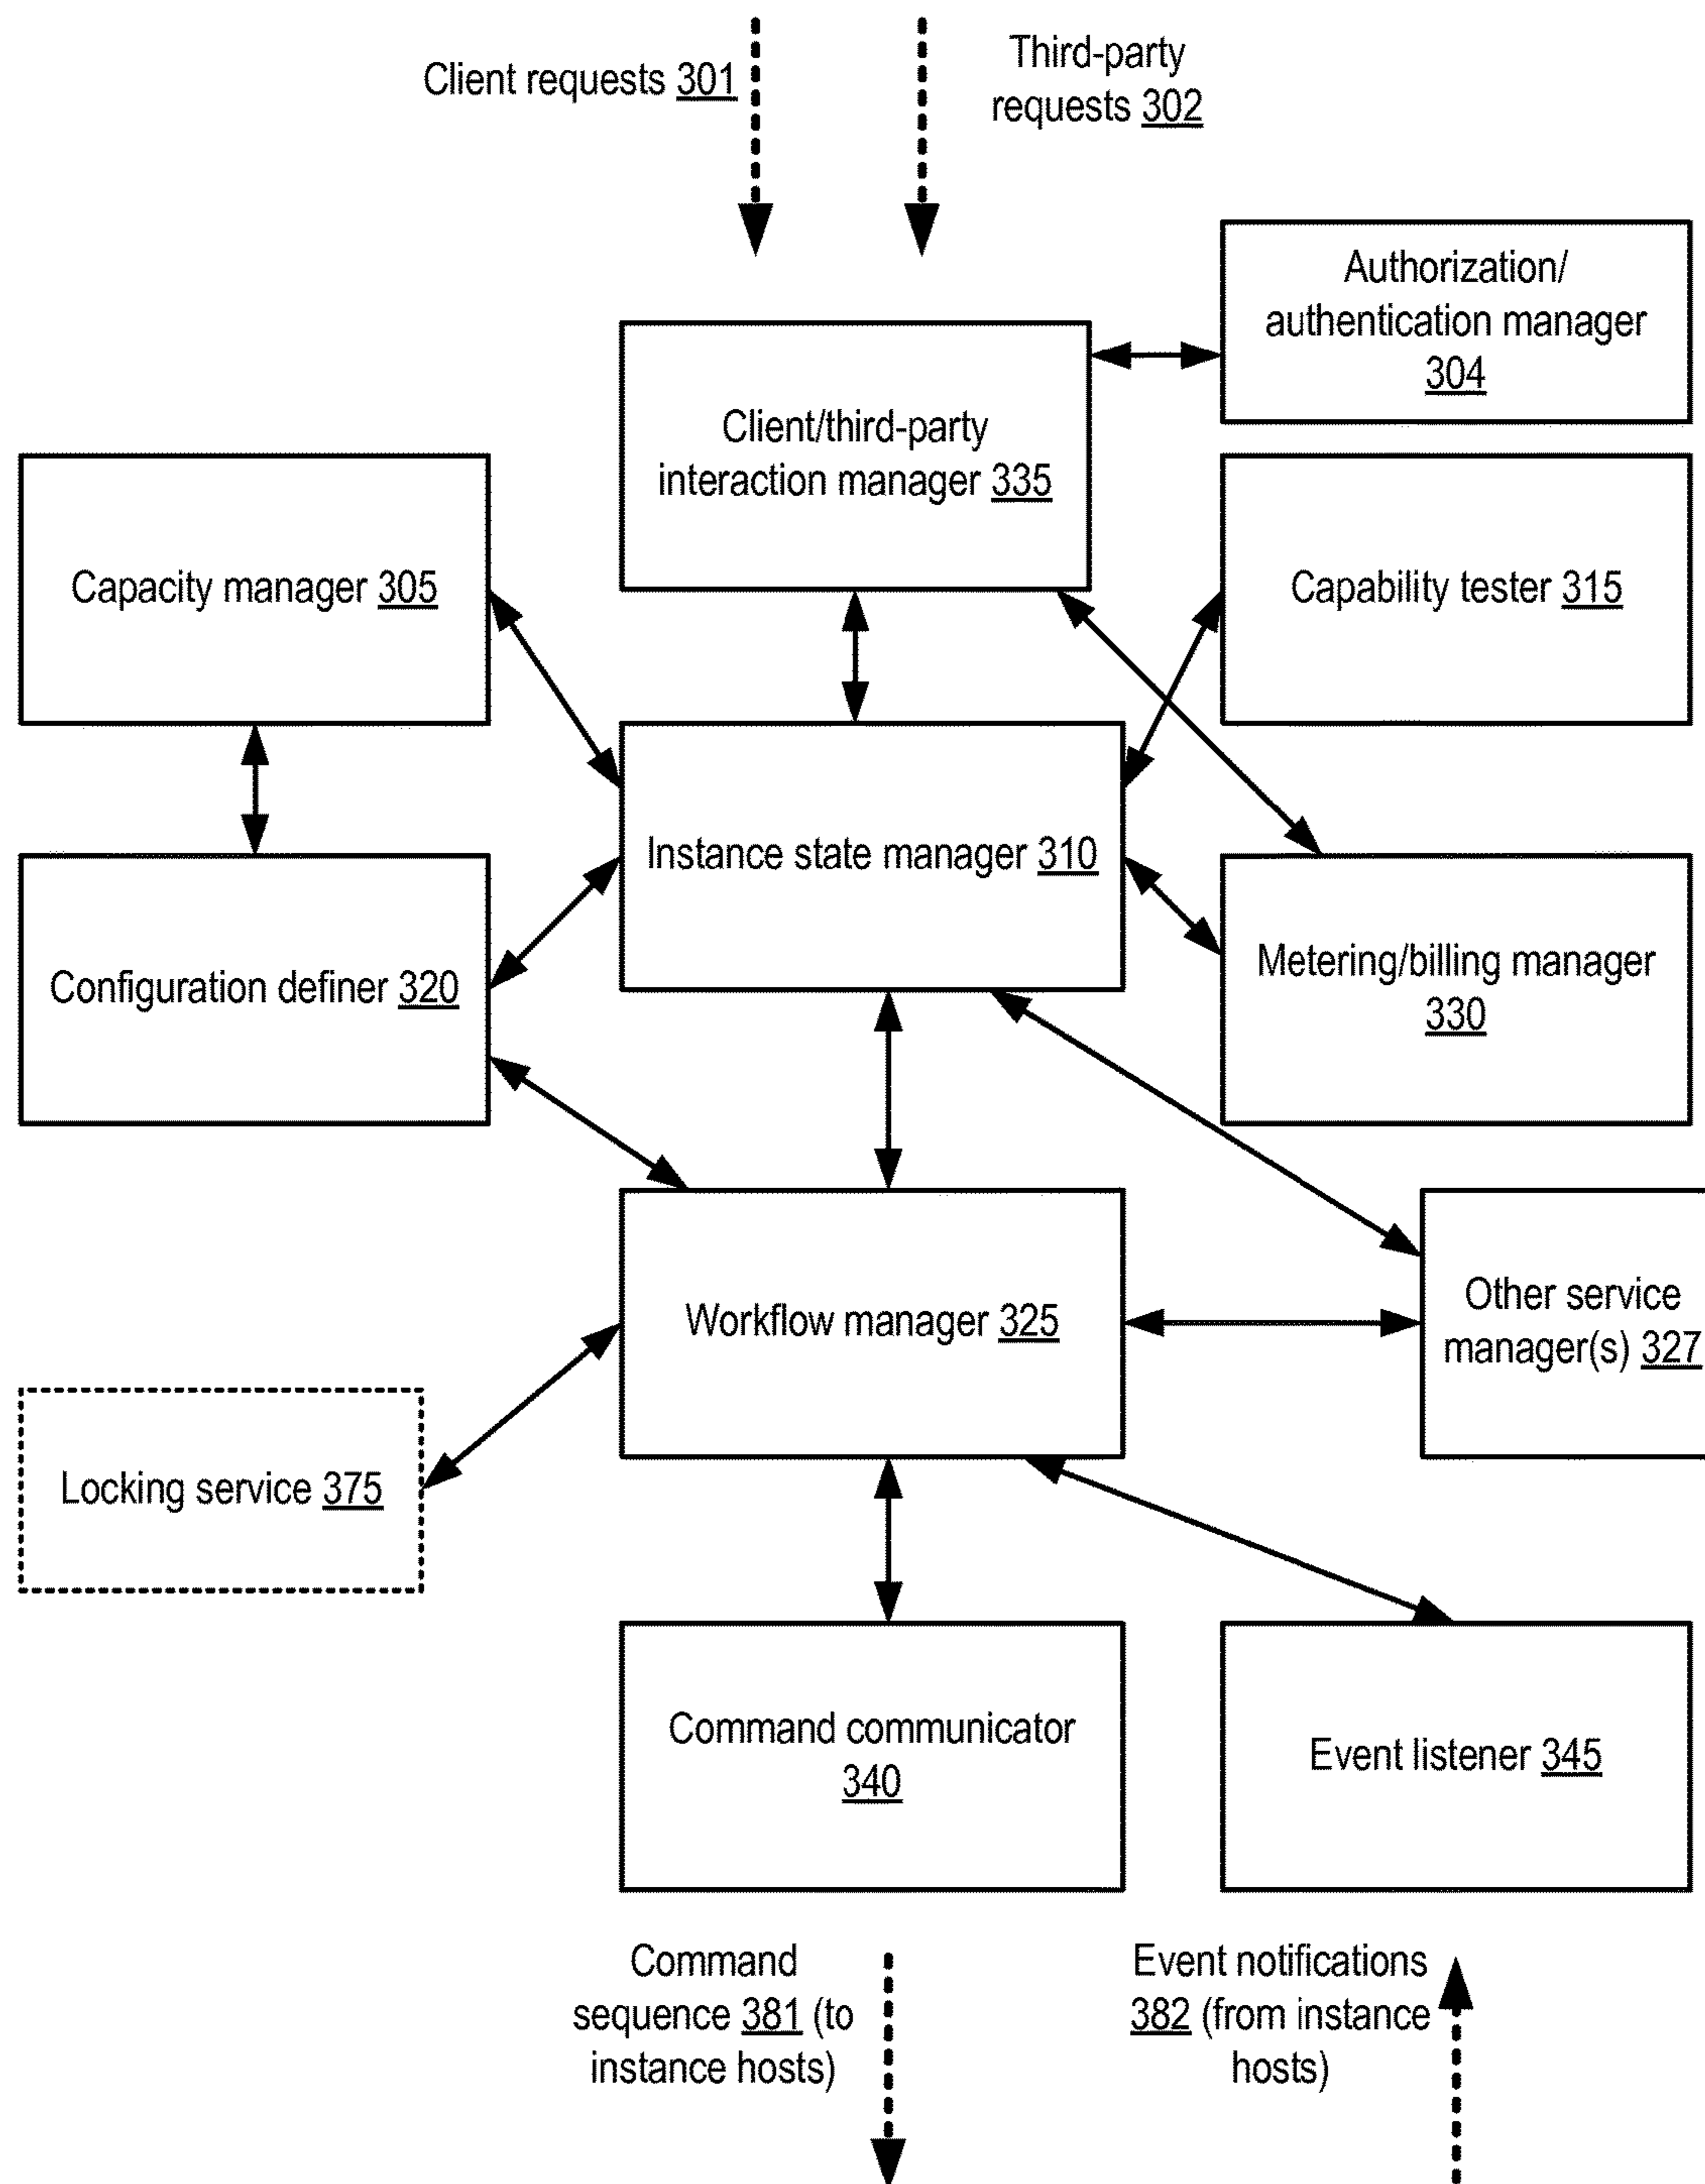 Client requests 301
Third-party
requests 302
Authorization/
authentication manager
304
Client/third-party
interaction manager 335
Capacity manager 305
Capability tester 315
Instance state manager 310
Configuration definer 320
Metering/billing manager
330
Workflow manager 325
Other service
manager(s) 327
Locking service 375
Command communicator
340
Event listener 345
Command
sequence 381 (to
instance hosts)
Event notifications
382 (from instance
hosts)